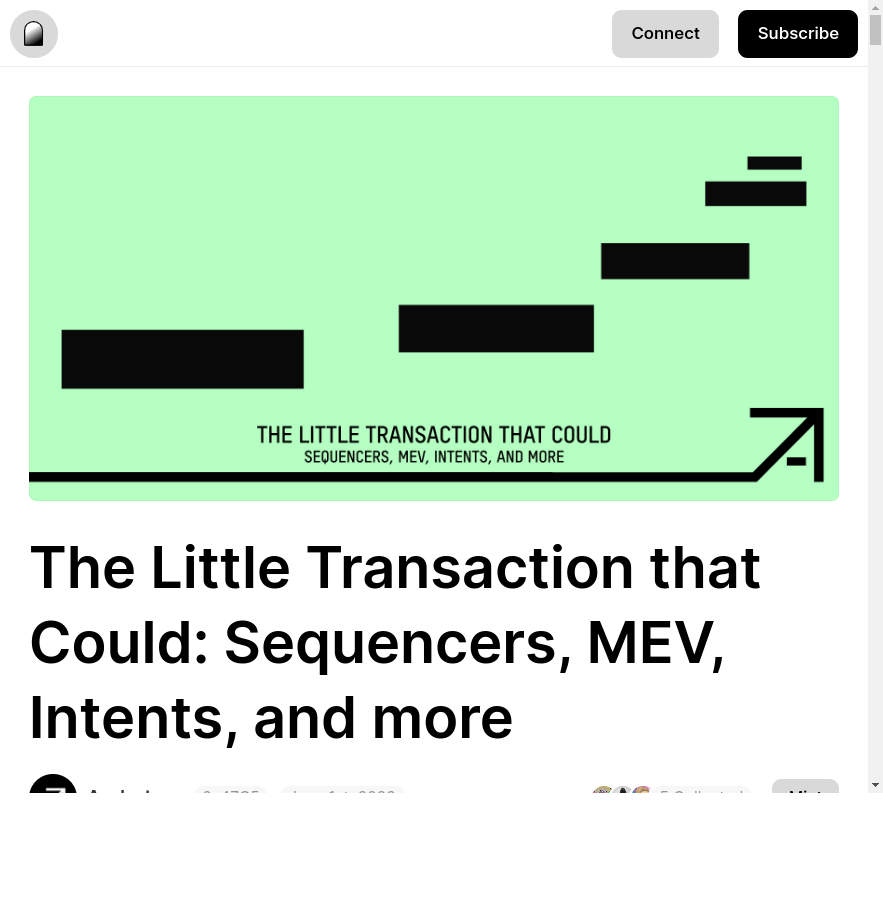 Connect
Subscribe
THE LITTLE TRANSACTION THAT COULD
SEQUENCERS, MEV, INTENTS, AND MORE
The Little Transaction that
Could: Sequencers, MEV,
Intents, and more